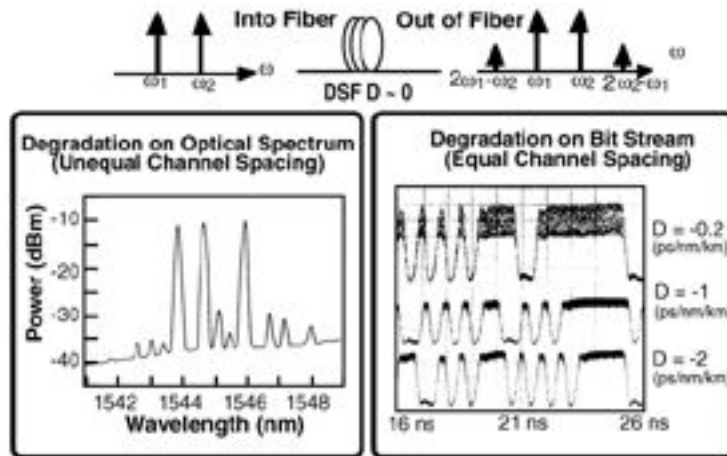 Into Fiber
Out of Fiber
ω1 ω2 ω
DSF D ~ 0
2ω1-ω2 ω1 ω2 2ω2-ω1 ω
Degradation on Optical Spectrum
(Unequal Channel Spacing)
Power (dBm)
-10
-20
-30
-40
1542 1544 1546 1548
Wavelength (nm)
Degradation on Bit Stream
(Equal Channel Spacing)
D = -0.2
(ps/nm/km)
D = -1
(ps/nm/km)
D = -2
(ps/nm/km)
16 ns 21 ns 26 ns